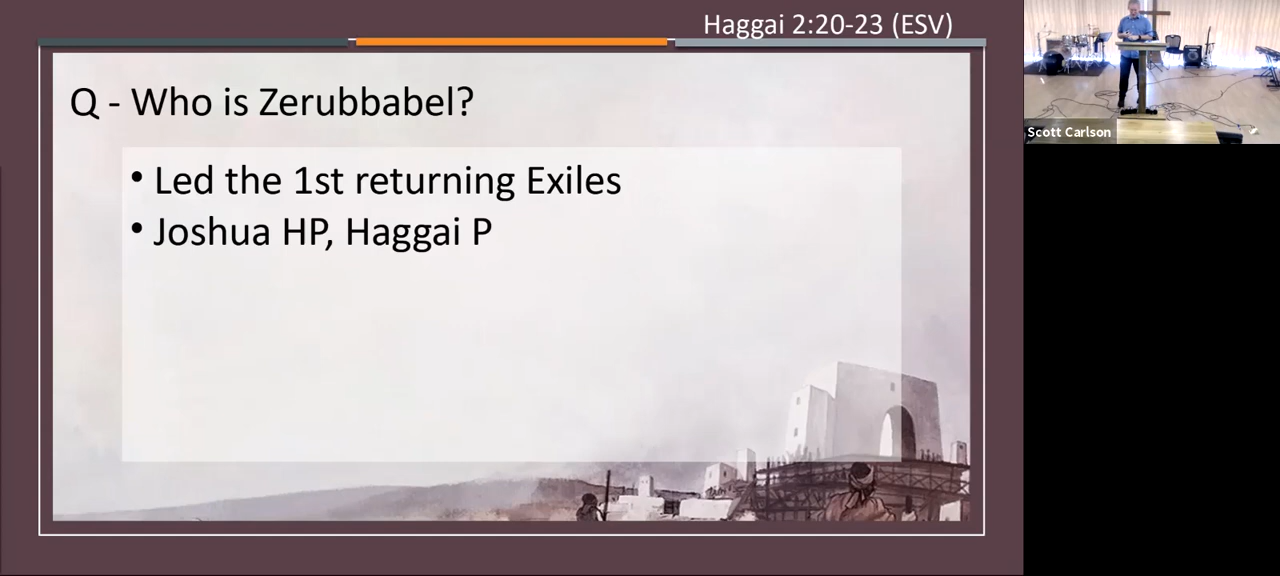 Haggai 2:20-23 (ESV)
Q - Who is Zerubbabel?
• Led the 1st returning Exiles
• Joshua HP, Haggai P
Scott Carlson